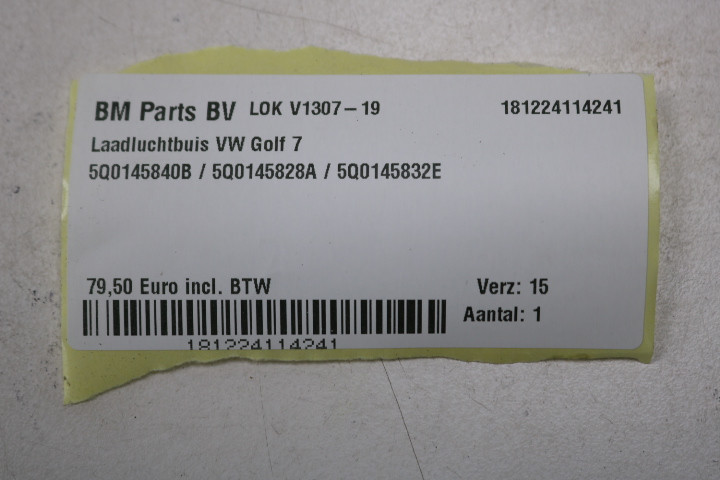 BM Parts BV LOK V1307-19 181224114241
Laadluchtbuis VW Golf 7
5Q0145840B / 5Q0145828A / 5Q0145832E
79,50 Euro incl. BTW Verz: 15
Aantal: 1
181224114241